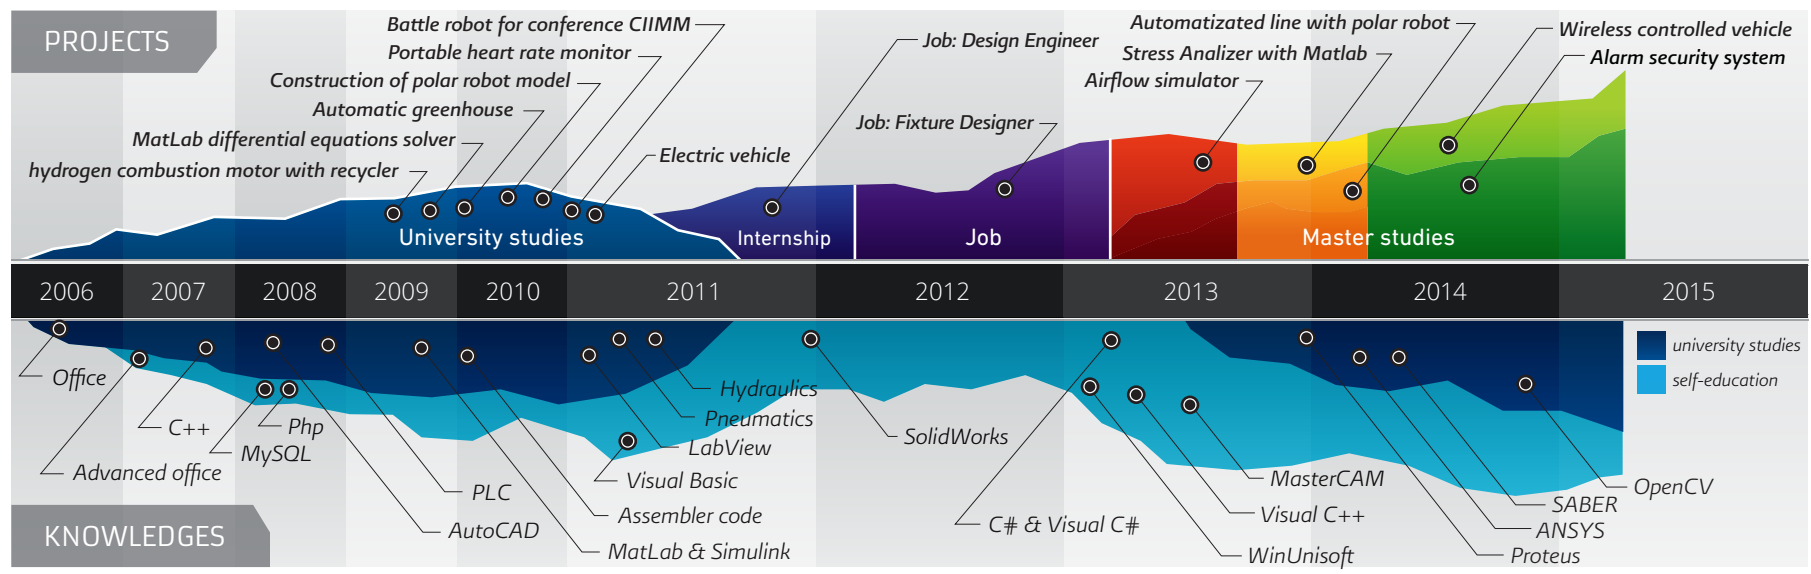 PROJECTS
Battle robot for conference CIIMM
Portable heart rate monitor
Construction of polar robot model
Automatic greenhouse
MatLab differential equations solver
hydrogen combustion motor with recycler
Electric vehicle
Job: Design Engineer
Job: Fixture Designer
Automatizated line with polar robot
Stress Analizer with Matlab
Airflow simulator
Wireless controlled vehicle
Alarm security system
University studies
Internship
Job
Master studies
2006 2007 2008 2009 2010 2011 2012 2013 2014 2015
university studies
self-education
Office
C++
Advanced office
Php
MySQL
PLC
AutoCAD
Hydraulics
Pneumatics
LabView
Visual Basic
Assembler code
MatLab & Simulink
SolidWorks
C# & Visual C#
MasterCAM
Visual C++
WinUnisoft
OpenCV
SABER
ANSYS
Proteus
KNOWLEDGES